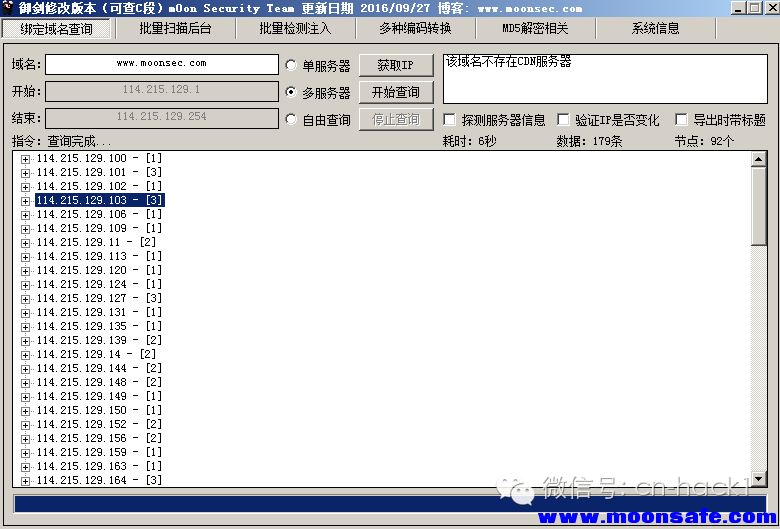 御剑修改版本（可查C段）m0on Security Team 更新日期 2016/09/27 博客: www.moonsec.com
绑定域名查询 批量扫描后台 批量检测注入 多种编码转换 MD5解密相关 系统信息
域名: www.moonsec.com 单服务器 获取IP 该域名不存在CDN服务器
开始: 114.215.129.1 多服务器 开始查询
结束: 114.215.129.254 自由查询 停止查询 探测服务器信息 验证IP是否变化 导出时带标题
指令: 查询完成... 耗时: 6秒 数据: 179条 节点: 92个
114.215.129.100 - [1]
114.215.129.101 - [3]
114.215.129.102 - [1]
114.215.129.103 - [3]
114.215.129.106 - [1]
114.215.129.109 - [1]
114.215.129.11 - [2]
114.215.129.113 - [1]
114.215.129.120 - [1]
114.215.129.124 - [1]
114.215.129.127 - [3]
114.215.129.131 - [1]
114.215.129.135 - [1]
114.215.129.139 - [2]
114.215.129.14 - [2]
114.215.129.144 - [2]
114.215.129.148 - [2]
114.215.129.149 - [1]
114.215.129.150 - [1]
114.215.129.152 - [2]
114.215.129.156 - [2]
114.215.129.159 - [1]
114.215.129.163 - [1]
114.215.129.164 - [3]
微信号: cn-hack1
www.moonsafe.com